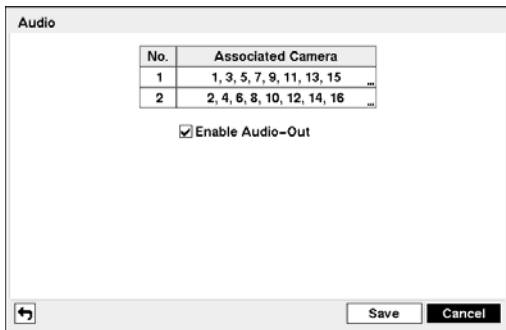 Audio
No. Associated Camera
1 1, 3, 5, 7, 9, 11, 13, 15 ...
2 2, 4, 6, 8, 10, 12, 14, 16 ...
Enable Audio-Out
Save Cancel